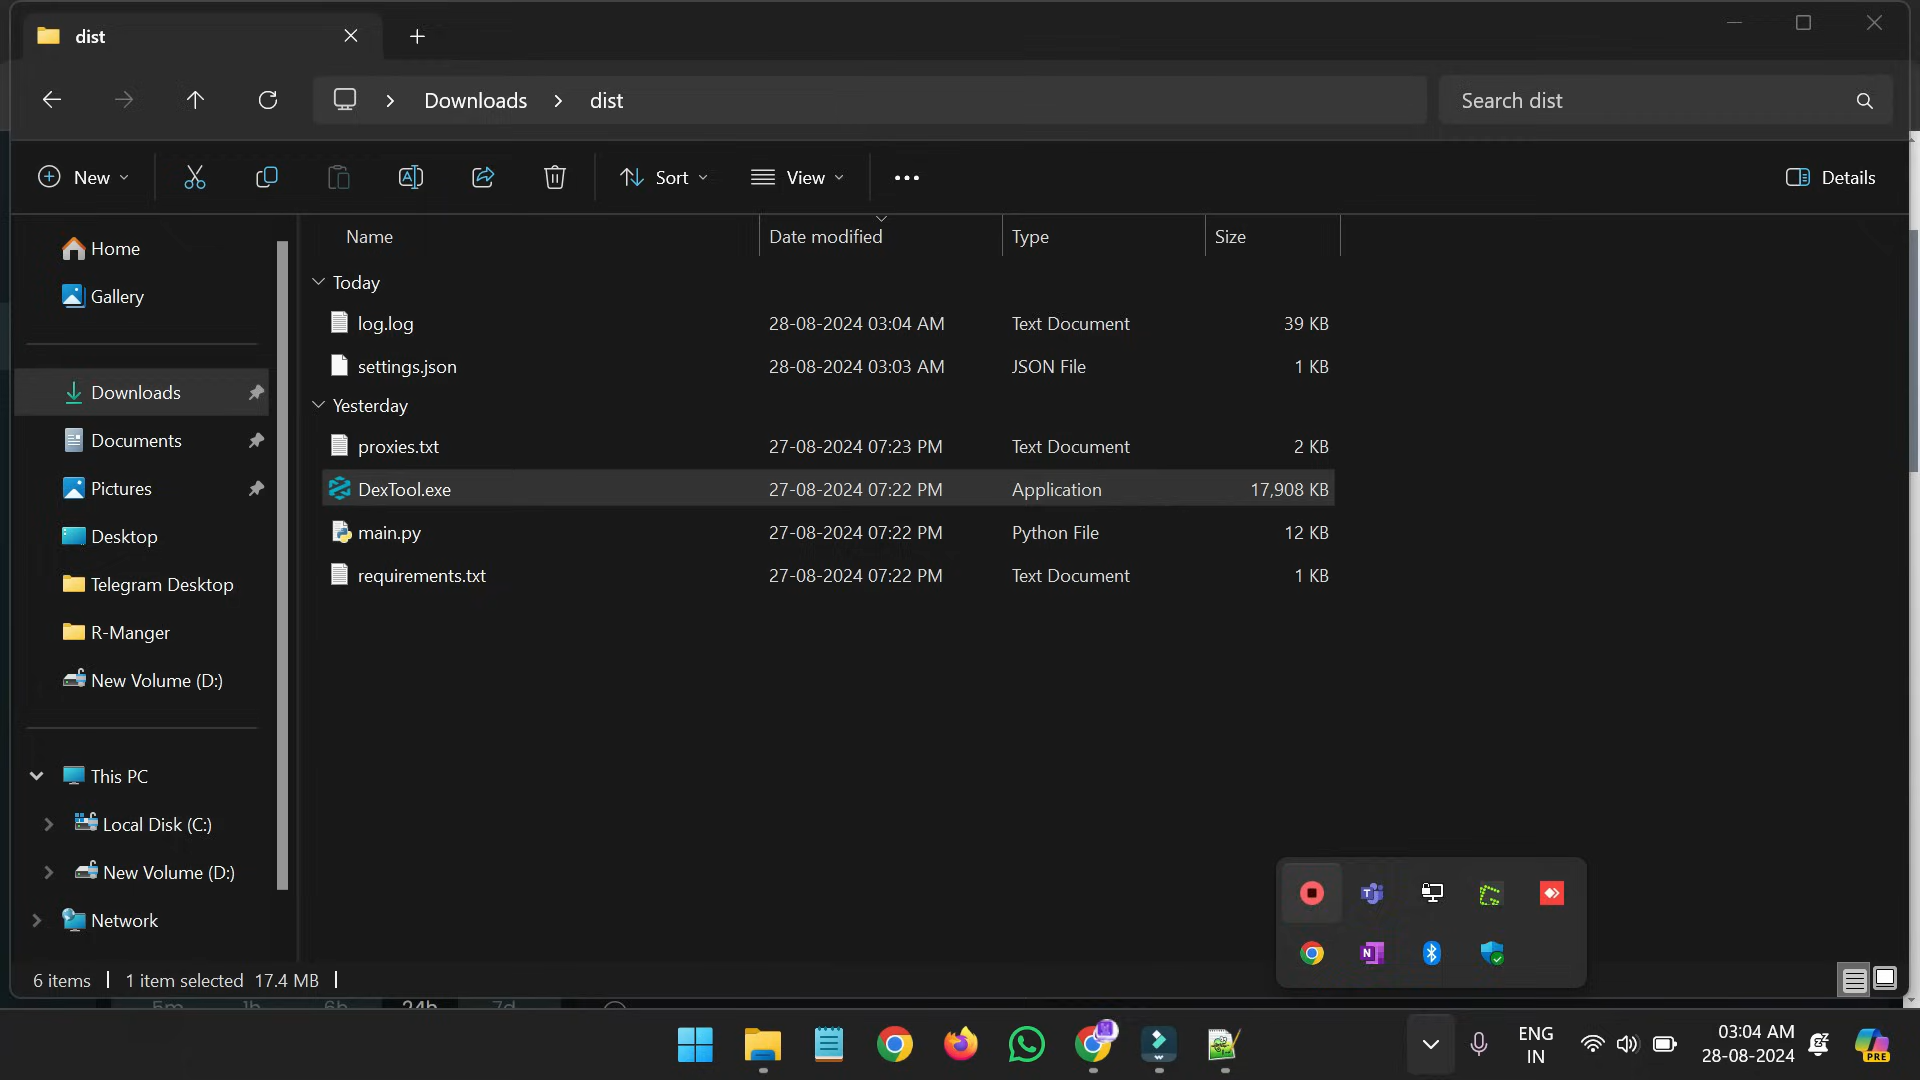 dist
Downloads > dist
Search dist
New
Sort
View
Details
Name
Date modified
Type
Size
Home
Gallery
Downloads
Documents
Pictures
Desktop
Telegram Desktop
R-Manger
New Volume (D:)
This PC
Local Disk (C:)
New Volume (D:)
Network
Today
log.log 28-08-2024 03:04 AM Text Document 39 KB
settings.json 28-08-2024 03:03 AM JSON File 1 KB
Yesterday
proxies.txt 27-08-2024 07:23 PM Text Document 2 KB
DexTool.exe 27-08-2024 07:22 PM Application 17,908 KB
main.py 27-08-2024 07:22 PM Python File 12 KB
requirements.txt 27-08-2024 07:22 PM Text Document 1 KB
6 items
1 item selected 17.4 MB
5m 1h 6h 24h 7d
ENG
IN
03:04 AM
28-08-2024
PRE